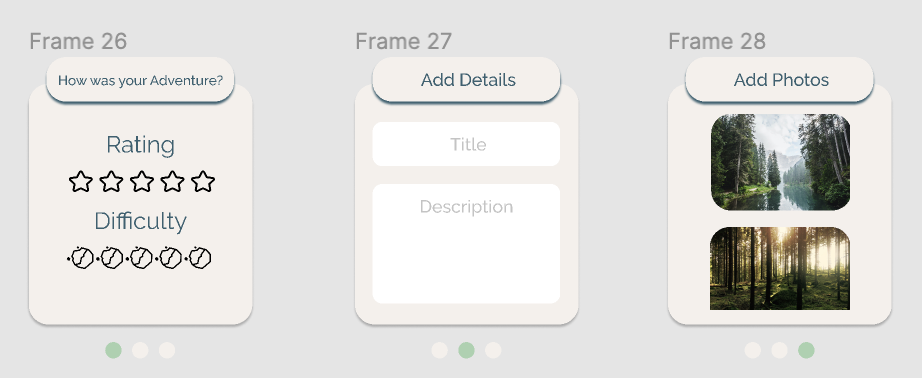 Frame 26
How was your Adventure?
Rating
Difficulty
Frame 27
Add Details
Title
Description
Frame 28
Add Photos